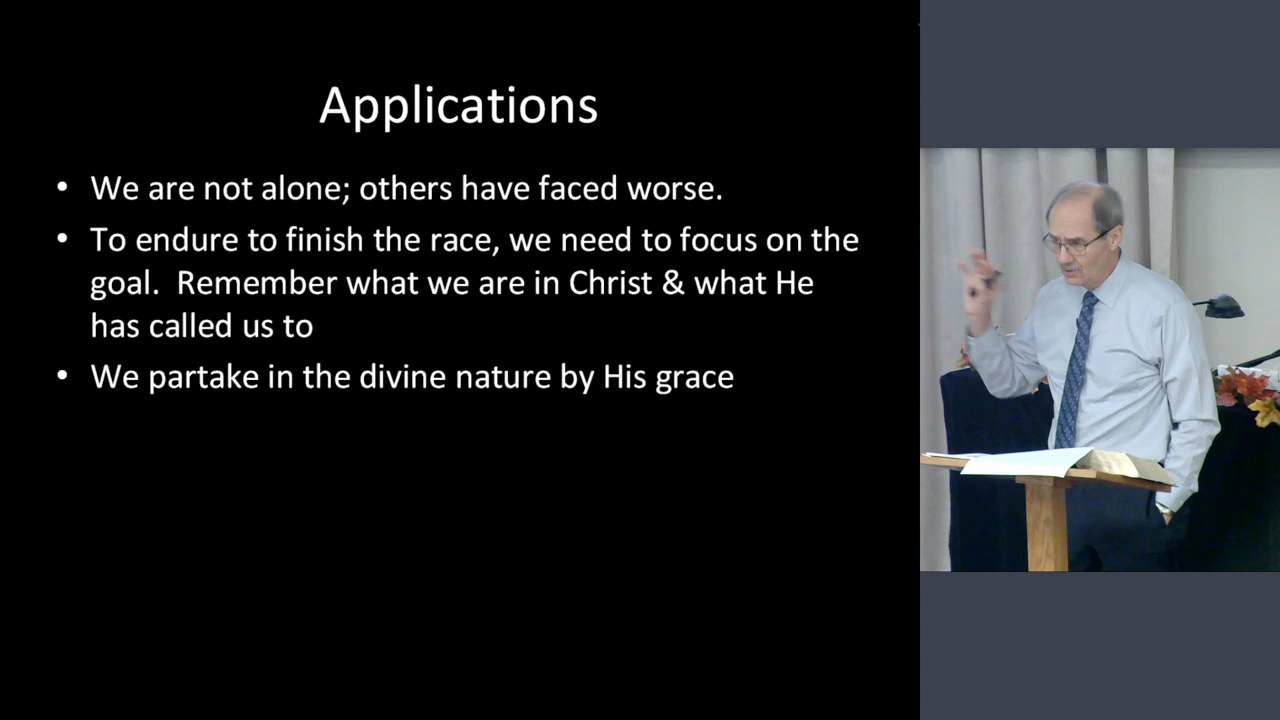 Applications
• We are not alone; others have faced worse.
• To endure to finish the race, we need to focus on the
goal.  Remember what we are in Christ & what He
has called us to
• We partake in the divine nature by His grace